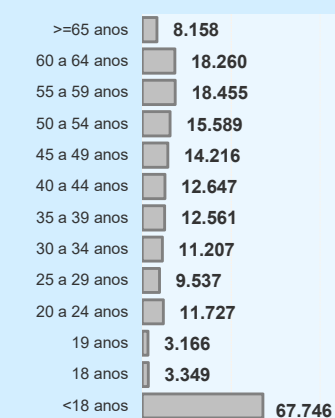 >=65 anos 8.158
60 a 64 anos 18.260
55 a 59 anos 18.455
50 a 54 anos 15.589
45 a 49 anos 14.216
40 a 44 anos 12.647
35 a 39 anos 12.561
30 a 34 anos 11.207
25 a 29 anos 9.537
20 a 24 anos 11.727
19 anos 3.166
18 anos 3.349
<18 anos 67.746